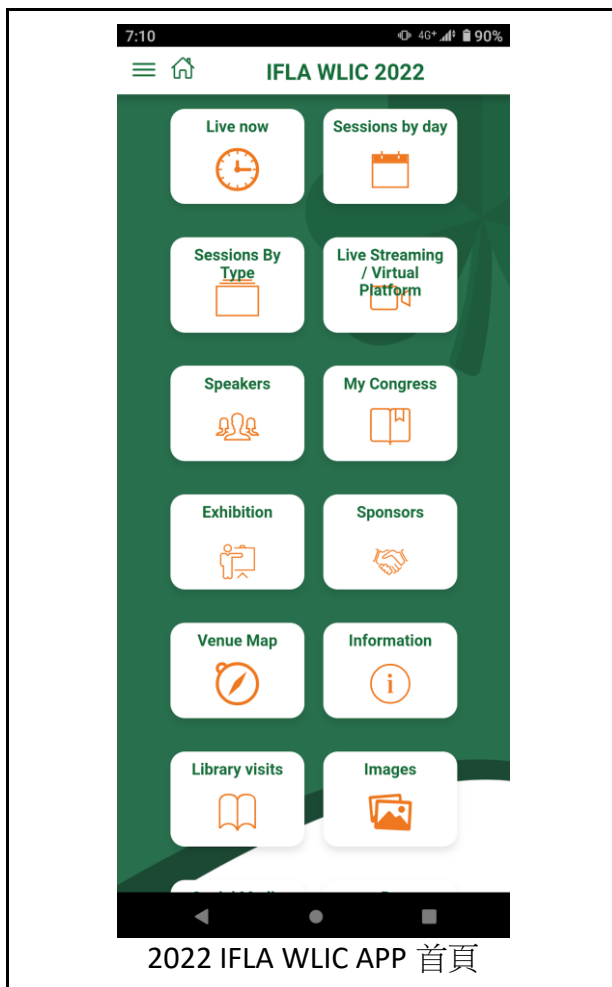 7:10 4G+ 90%
IFLA WLIC 2022
Live now
Sessions by day
Sessions By
Type
Live Streaming
/ Virtual
Platform
Speakers
My Congress
Exhibition
Sponsors
Venue Map
Information
i
Library visits
Images
2022 IFLA WLIC APP 首頁